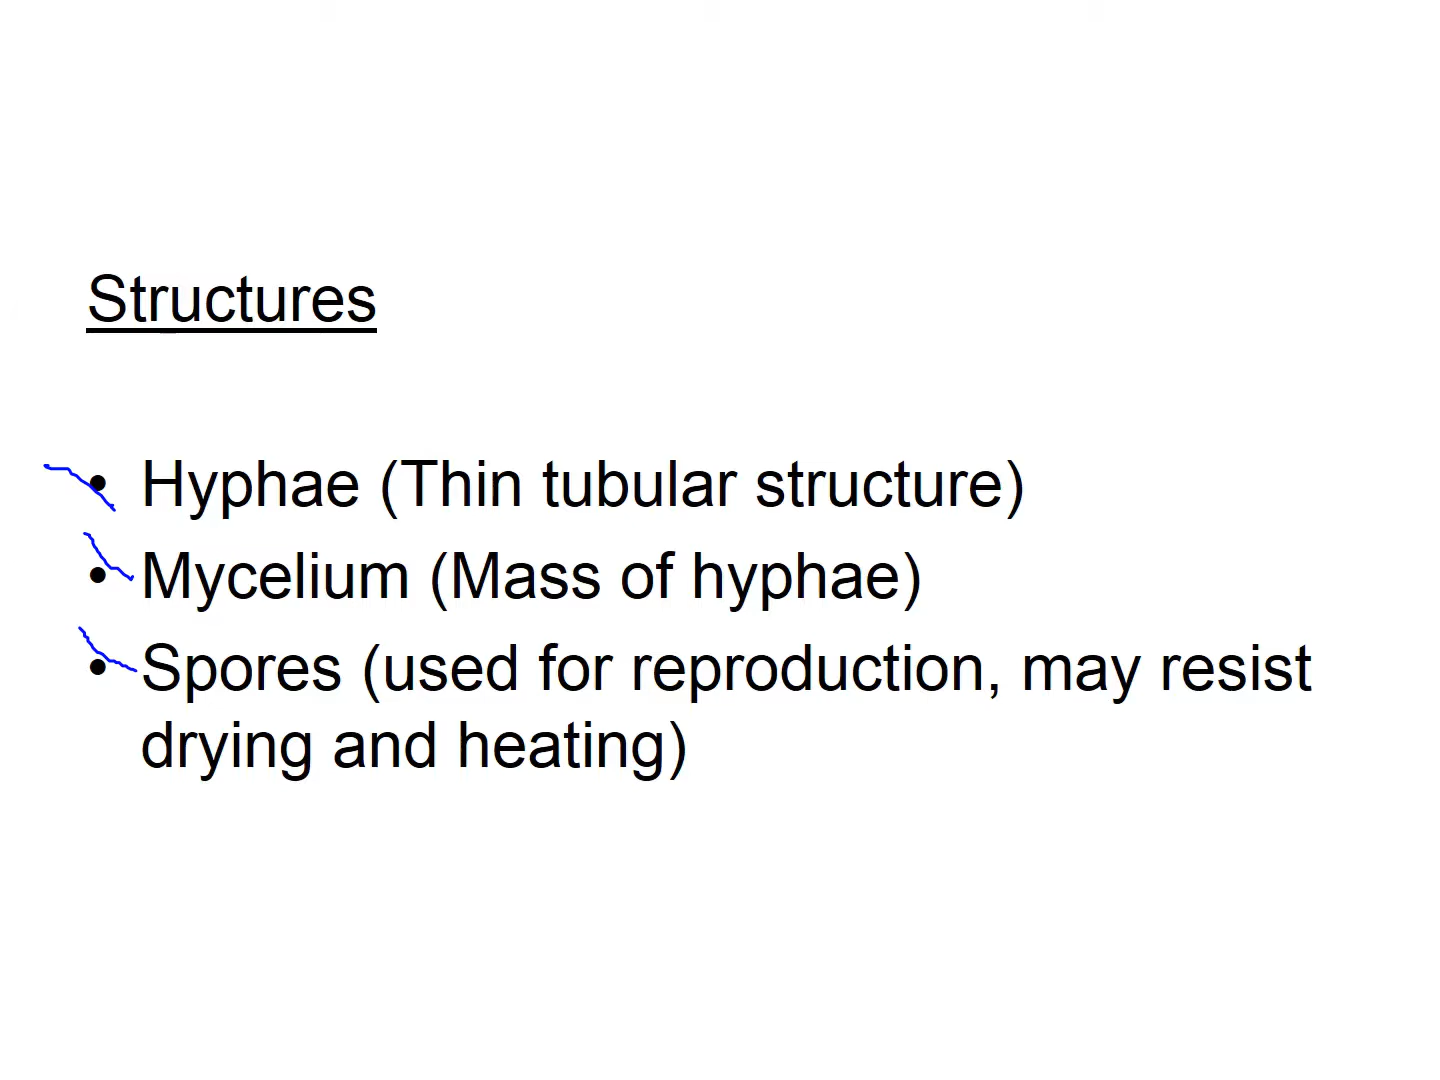 Structures
• Hyphae (Thin tubular structure)
• Mycelium (Mass of hyphae)
• Spores (used for reproduction, may resist
drying and heating)